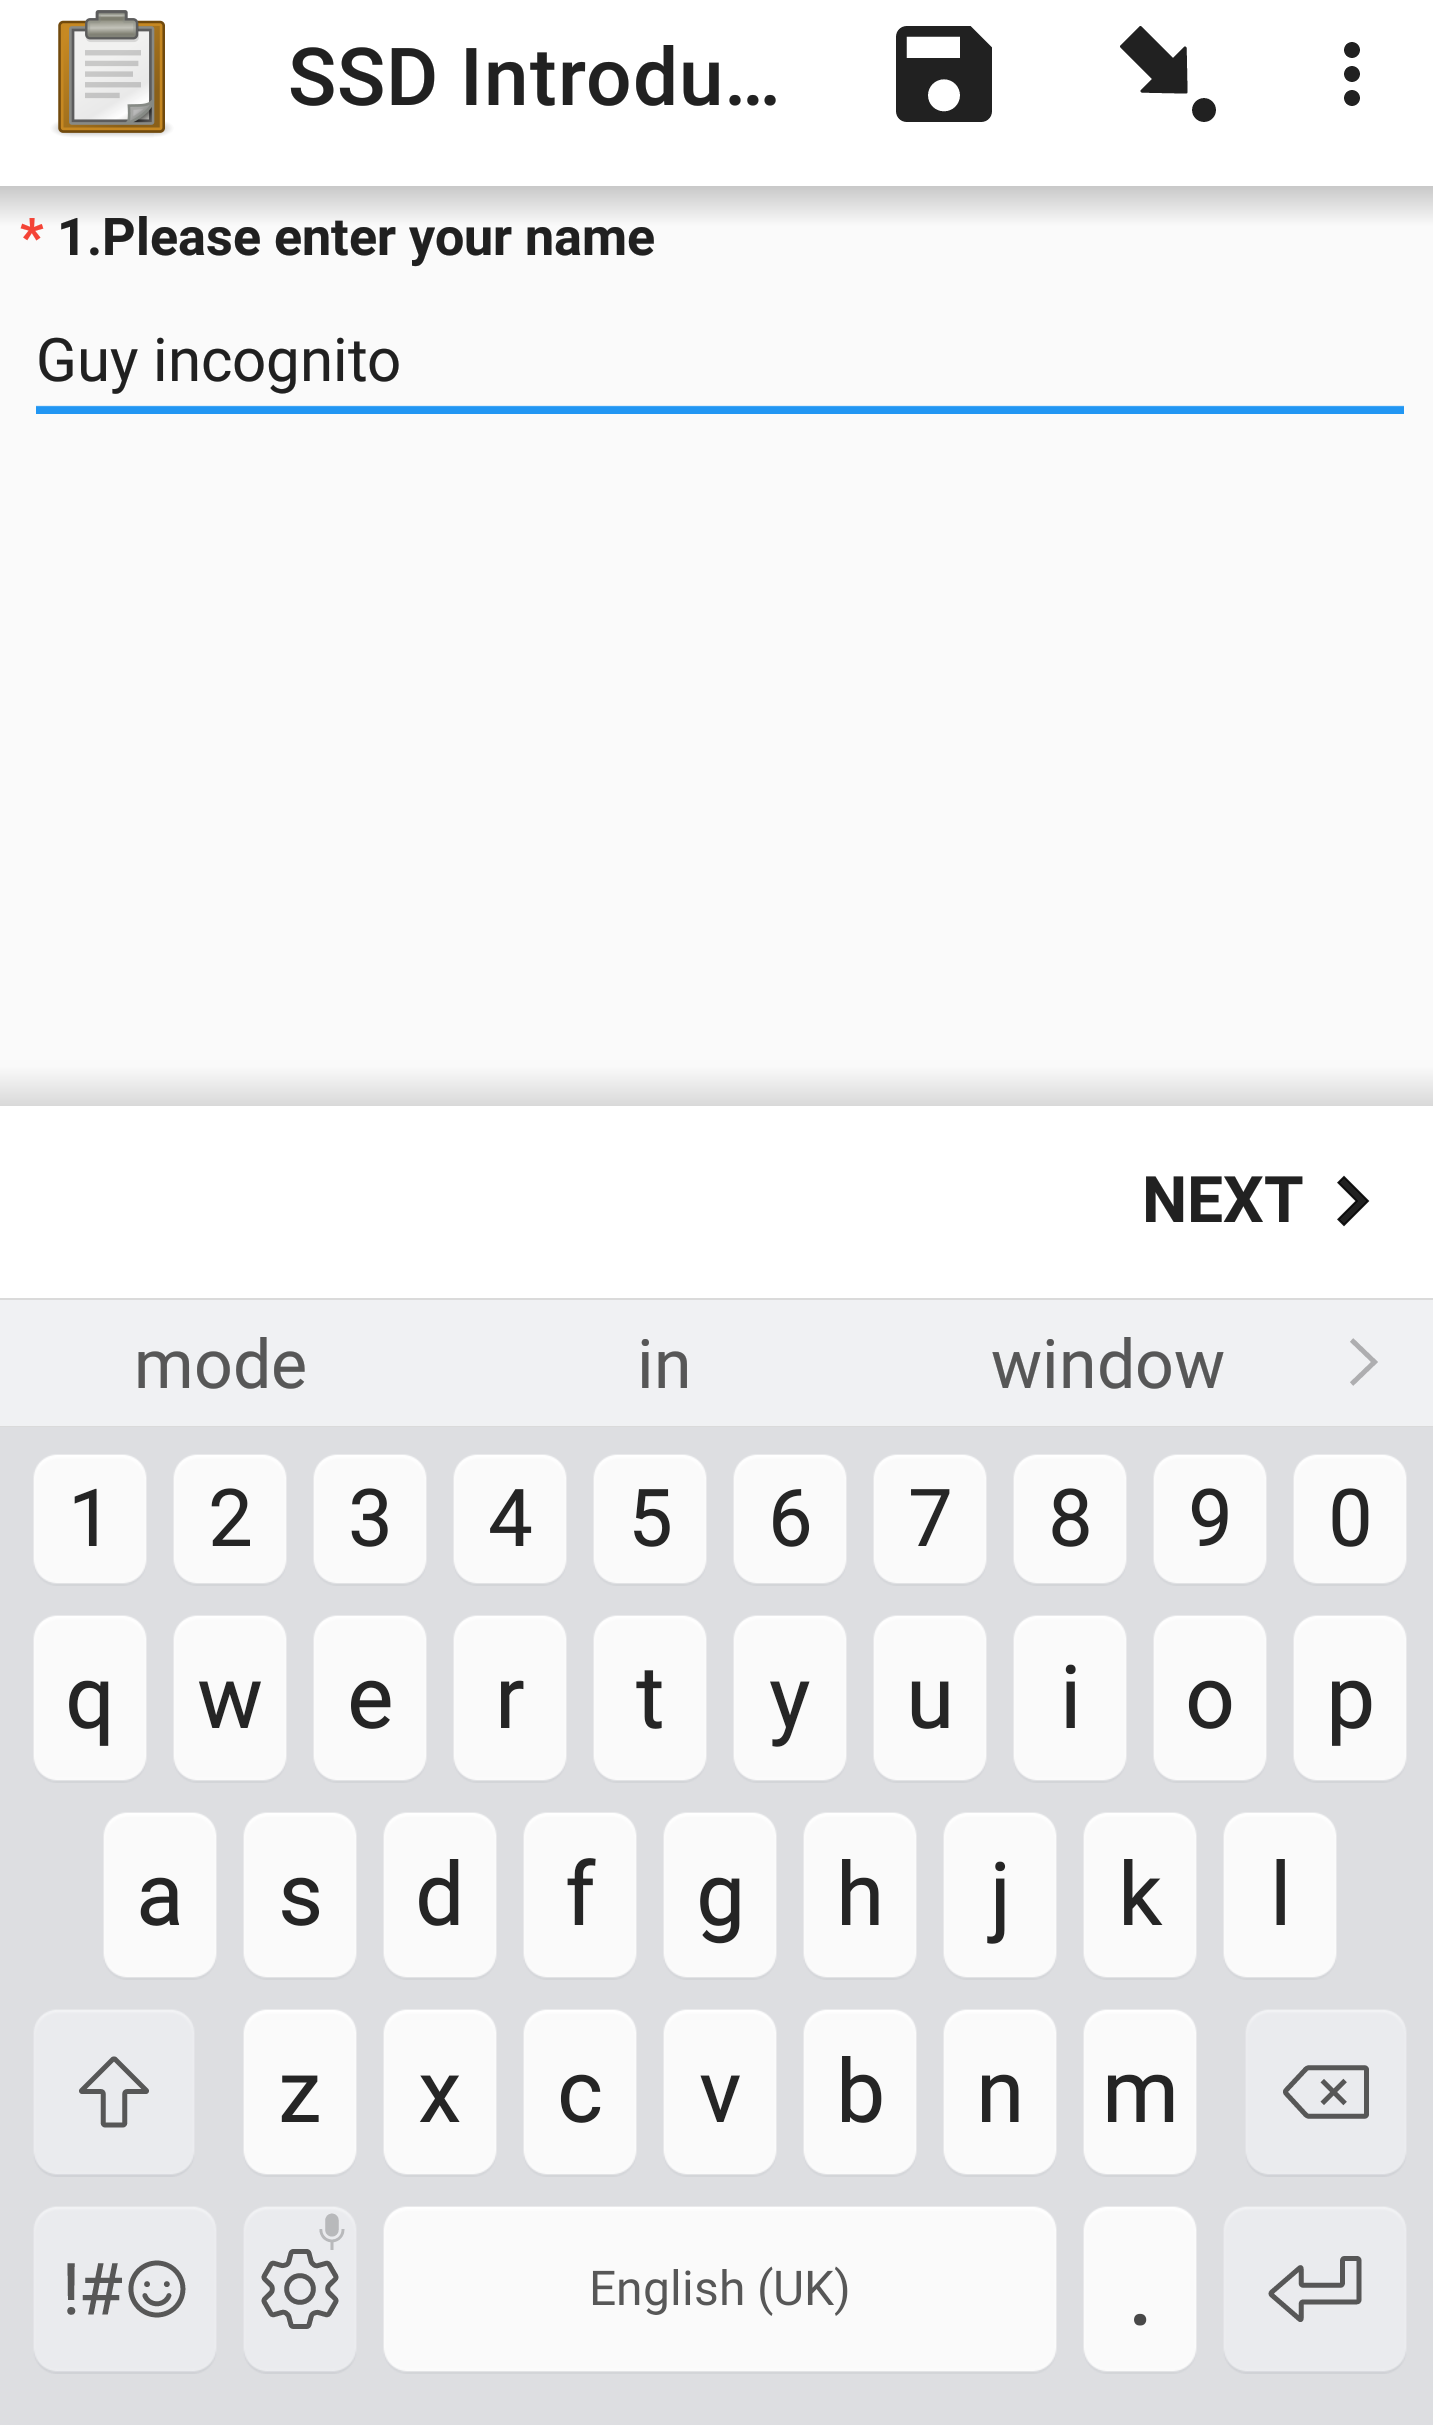 SSD Introdu...
* 1.Please enter your name
Guy incognito
NEXT
mode in window
1 2 3 4 5 6 7 8 9 0
q w e r t y u i o p
a s d f g h j k l
z x c v b n m
!#☺ English (UK) .